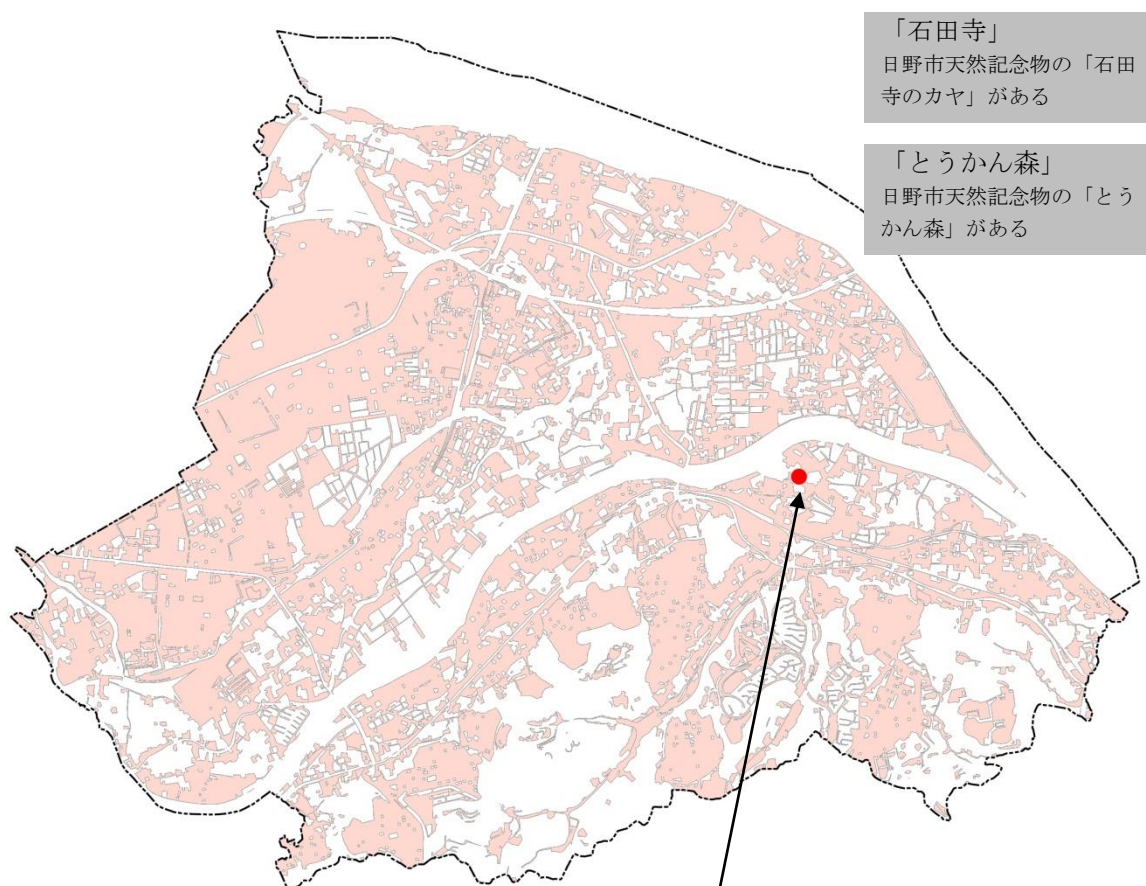 「石田寺」
日野市天然記念物の「石田
寺のカヤ」がある
「とうかん森」
日野市天然記念物の「とう
かん森」がある